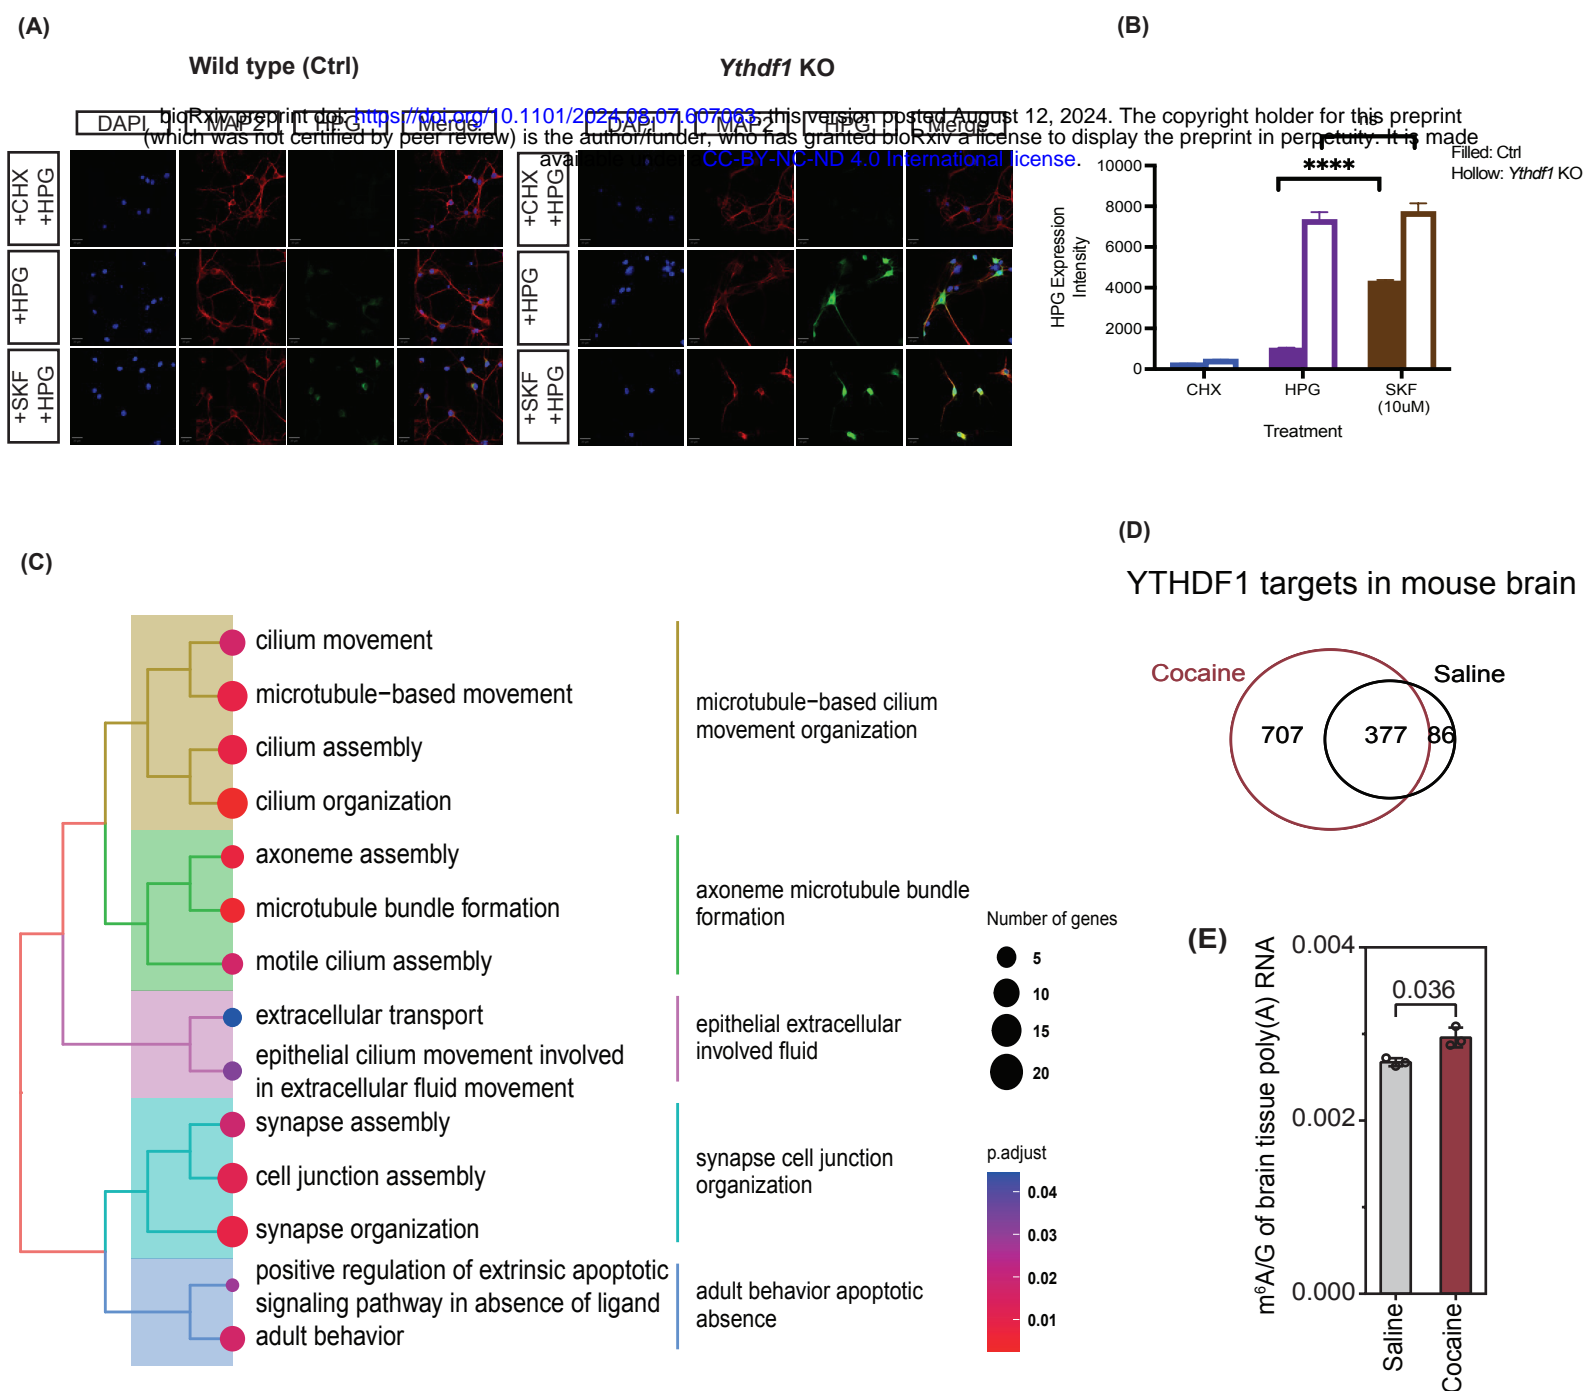 (A)
(B)
Wild type (Ctrl)
Ythdf1 KO
bioRxiv preprint doi: https://doi.org/10.1101/2024.08.07.607063; this version posted August 12, 2024. The copyright holder for this preprint
(which was not certified by peer review) is the author/funder, who has granted bioRxiv a license to display the preprint in perpetuity. It is made
available under a CC-BY-NC-ND 4.0 International license.
DAPI MAP2 HPG Merge
DAPI MAP2 HPG Merge
+CHX
+HPG
+HPG
+SKF
+HPG
+CHX
+HPG
+HPG
+SKF
+HPG
ns
****
Filled: Ctrl
Hollow: Ythdf1 KO
HPG Expression
Intensity
10000
8000
6000
4000
2000
0
CHX
HPG
SKF
(10uM)
Treatment
(C)
cilium movement
microtubule−based movement
cilium assembly
cilium organization
axoneme assembly
microtubule bundle formation
motile cilium assembly
extracellular transport
epithelial cilium movement involved
in extracellular fluid movement
synapse assembly
cell junction assembly
synapse organization
positive regulation of extrinsic apoptotic
signaling pathway in absence of ligand
adult behavior
microtubule−based cilium
movement organization
axoneme microtubule bundle
formation
epithelial extracellular
involved fluid
synapse cell junction
organization
adult behavior apoptotic
absence
Number of genes
5
10
15
20
p.adjust
0.04
0.03
0.02
0.01
(D)
YTHDF1 targets in mouse brain
Cocaine
Saline
707
377
86
(E)
m⁶A/G of brain tissue poly(A) RNA
0.004
0.002
0.000
0.036
Saline
Cocaine